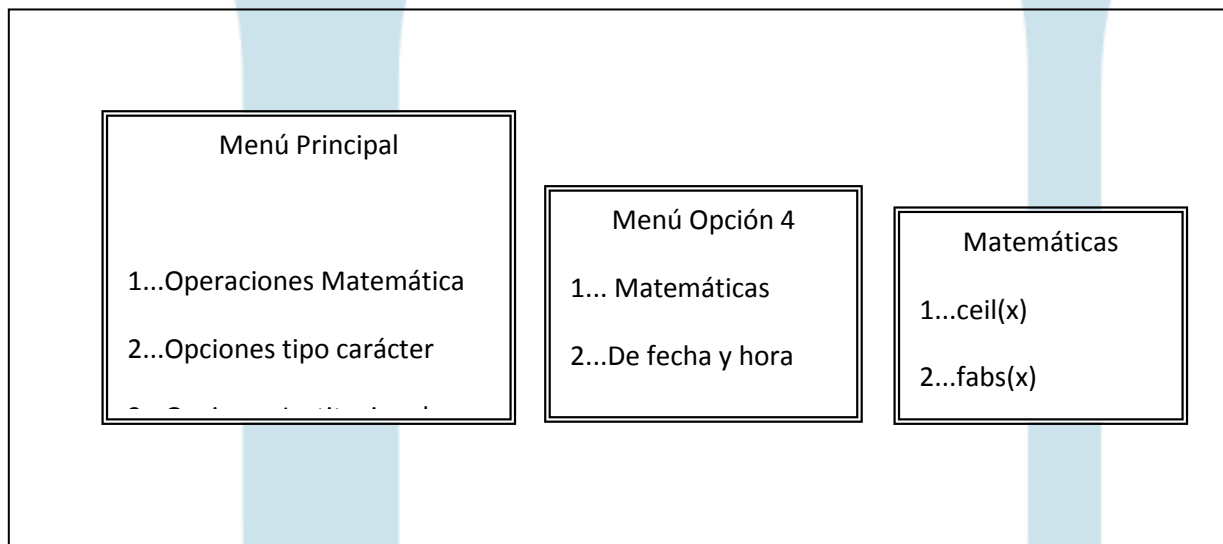 Menú Principal
1...Operaciones Matemática
2...Opciones tipo carácter
Menú Opción 4
1... Matemáticas
2...De fecha y hora
Matemáticas
1...ceil(x)
2...fabs(x)